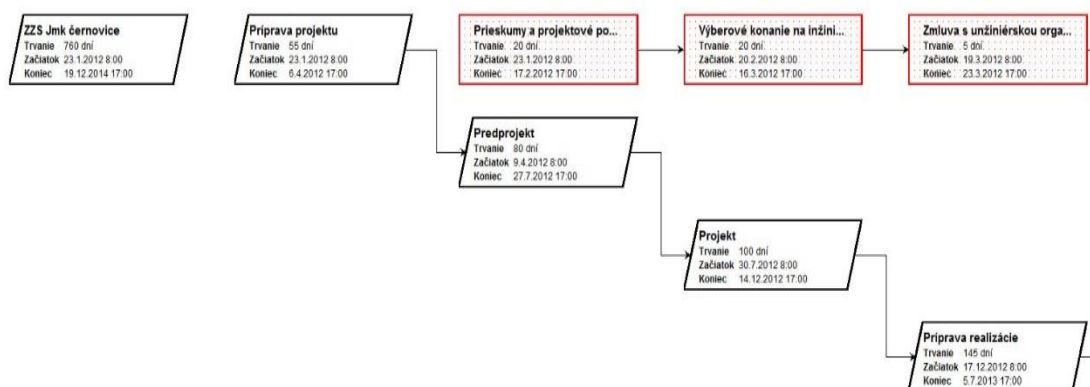 ZZS Jmk černovice
Trvanie 760 dní
Začiatok 23.1.2012 8:00
Koniec 19.12.2014 17:00
Príprava projektu
Trvanie 55 dní
Začiatok 23.1.2012 8:00
Koniec 6.4.2012 17:00
Prieskumy a projektové po...
Trvanie 20 dní
Začiatok 23.1.2012 8:00
Koniec 17.2.2012 17:00
Výberové konanie na inžini...
Trvanie 20 dní
Začiatok 20.2.2012 8:00
Koniec 16.3.2012 17:00
Zmluva s unžiniérskou orga...
Trvanie 5 dní
Začiatok 19.3.2012 8:00
Koniec 23.3.2012 17:00
Predprojekt
Trvanie 80 dní
Začiatok 9.4.2012 8:00
Koniec 27.7.2012 17:00
Projekt
Trvanie 100 dní
Začiatok 30.7.2012 8:00
Koniec 14.12.2012 17:00
Príprava realizácie
Trvanie 145 dní
Začiatok 17.12.2012 8:00
Koniec 5.7.2013 17:00